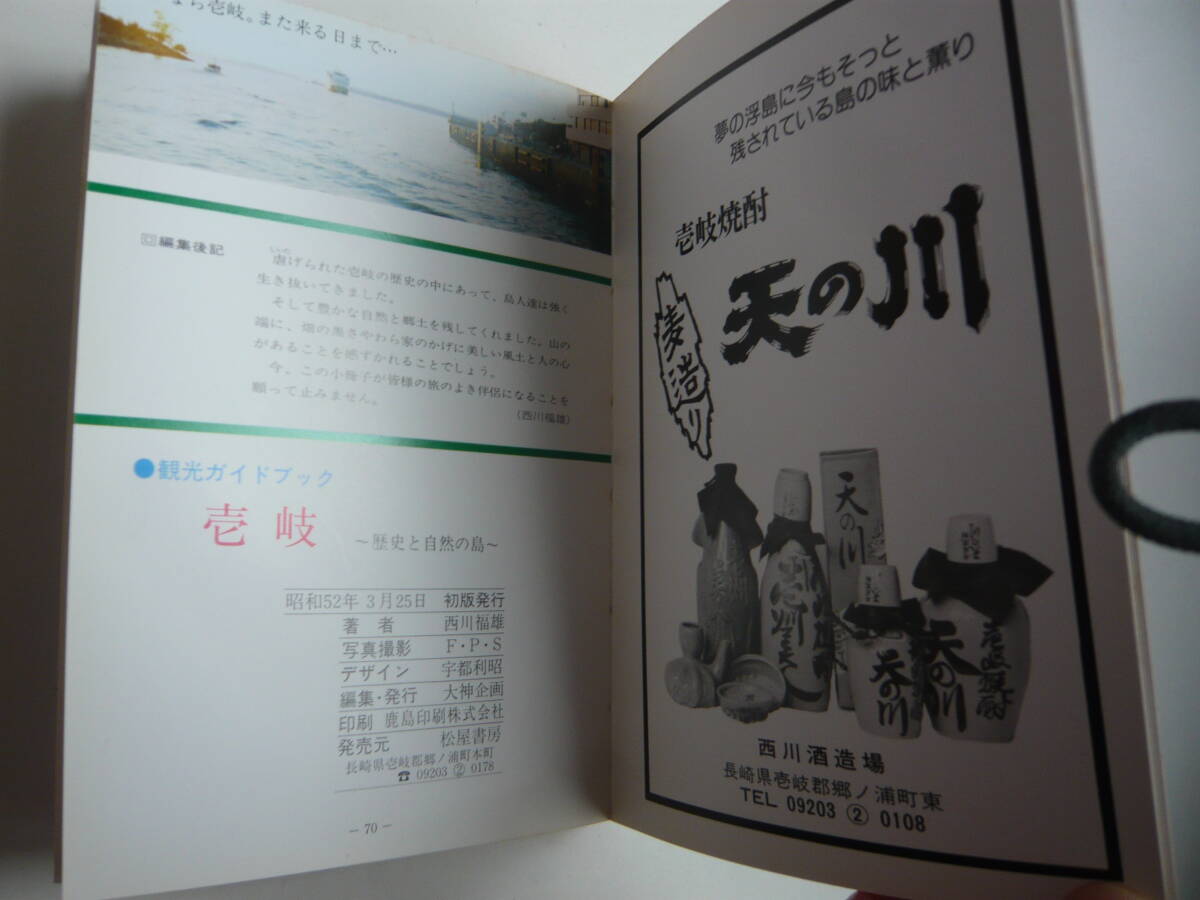 なら壱岐。また来る日まで…
回編集後記
いた
虐げられた壱岐の歴史の中にあって、島人達は強く
生き抜いてきました。
そして豊かな自然と郷土を残してくれました。山の
端に、畑の黒さやわら家のかげに美しい風土と人の心
があることを感ずかれることでしょう。
今、この小冊子が皆様の旅のよき伴侶になることを
願って止みません。
(西川福雄)
●観光ガイドブック
壱岐 〜歴史と自然の島〜
昭和52年 3月25日 初版発行
著者 西川福雄
写真撮影 F・P・S
デザイン 宇都利昭
編集・発行 大神企画
印刷 鹿島印刷株式会社
発売元 松屋書房
長崎県壱岐郡郷ノ浦町本町
☎ 09203 ② 0178
― 70 ―
夢の浮島に今もそっと
残されている島の味と薫り
壱岐焼酎
天の川
麦造り
天の川
天の川
天の川
壱岐焼酎
西川酒造場
長崎県壱岐郡郷ノ浦町東
TEL 09203 ② 0108